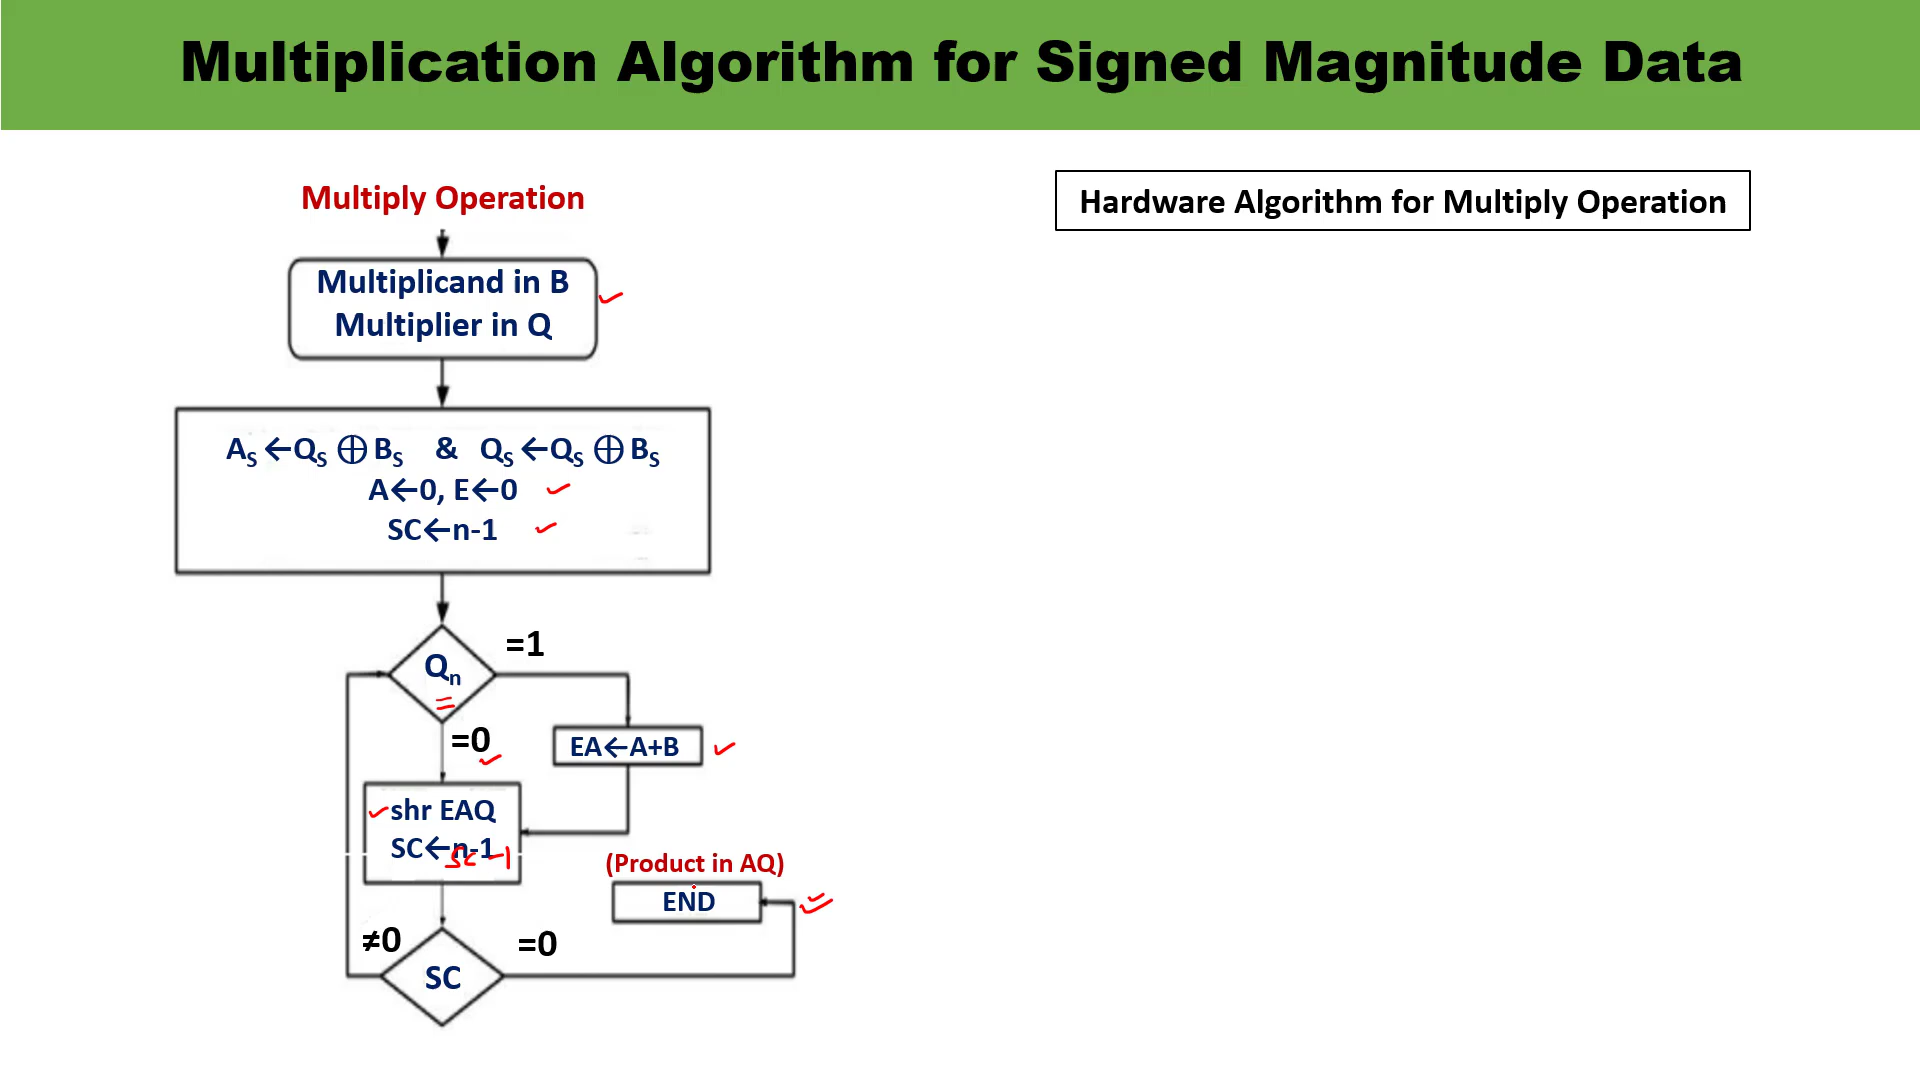 Multiplication Algorithm for Signed Magnitude Data
Multiply Operation
Hardware Algorithm for Multiply Operation
Multiplicand in B
Multiplier in Q
As ←Qs ⊕ Bs & Qs ←Qs ⊕ Bs
A←0, E←0
SC←n-1
=1
Qn
=0
EA←A+B
shr EAQ
SC←n-1
SC -1
(Product in AQ)
END
≠0
=0
SC